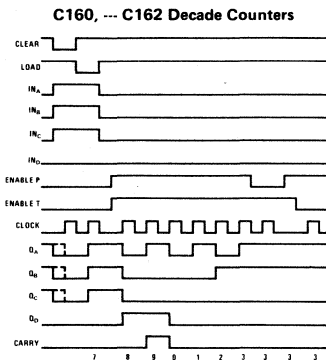 C160, --- C162 Decade Counters
CLEAR
LOAD
INA
INB
INC
IND
ENABLE P
ENABLE T
CLOCK
QA
QB
QC
QD
CARRY
7 8 9 0 1 2 3 3 3 3